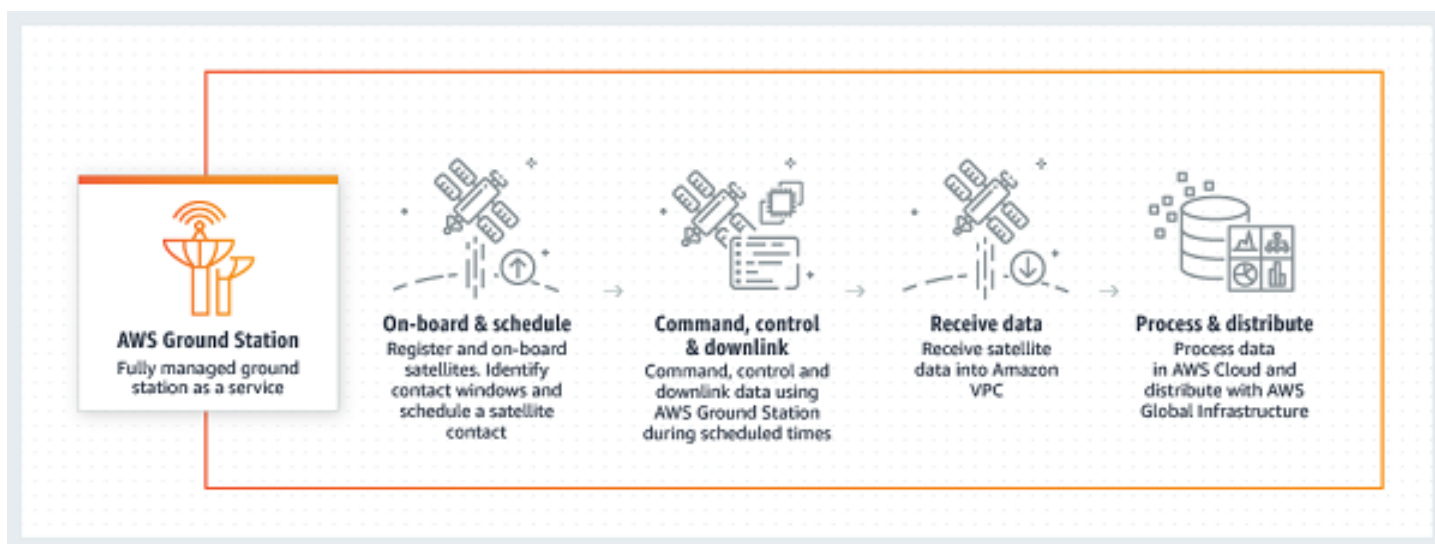 AWS Ground Station
Fully managed ground
station as a service
On-board & schedule
Register and on-board
satellites. Identify
contact windows and
schedule a satellite
contact
Command, control
& downlink
Command, control and
downlink data using
AWS Ground Station
during scheduled times
Receive data
Receive satellite
data into Amazon
VPC
Process & distribute
Process data
in AWS Cloud and
distribute with AWS
Global Infrastructure